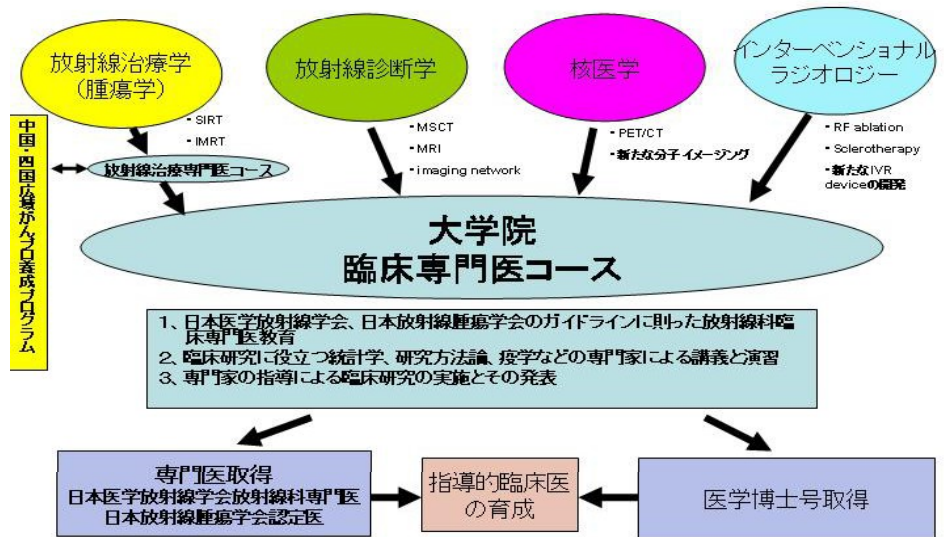 放射線治療学
(腫瘍学)
放射線診断学
核医学
インターベンショナル
ラジオロジー
・SIRT
・IMRT
・MSCT
・MRI
・imaging network
・PET/CT
・新たな分子イメージング
・RF ablation
・Sclerotherapy
・新たなIVR
deviceの開発
中国・四国広域がんプロ養成プログラム
放射線治療専門医コース
大学院
臨床専門医コース
1、日本医学放射線学会、日本放射線腫瘍学会のガイドラインに則った放射線科臨
床専門医教育
2、臨床研究に役立つ統計学、研究方法論、疫学などの専門家による講義と演習
3、専門家の指導による臨床研究の実施とその発表
専門医取得
日本医学放射線学会放射線科専門医
日本放射線腫瘍学会認定医
指導的臨床医
の育成
医学博士号取得